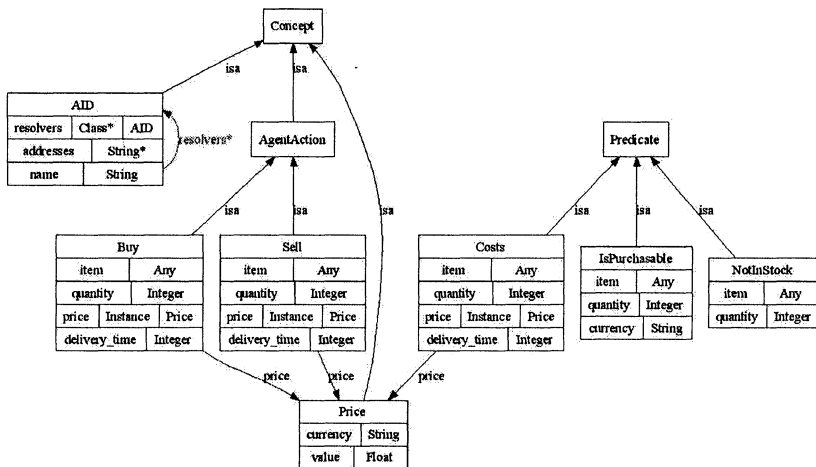 Concept
isa
isa
AID
resolvers Class* AID
addresses String*
name String
resolvers*
AgentAction
Predicate
isa
isa
isa
isa
isa
isa
Buy
item Any
quantity Integer
price Instance Price
delivery_time Integer
Sell
item Any
quantity Integer
price Instance Price
delivery_time Integer
Costs
item Any
quantity Integer
price Instance Price
delivery_time Integer
IsPurchasable
item Any
quantity Integer
currency String
NotInStock
item Any
quantity Integer
price
price
price
Price
currency String
value Float